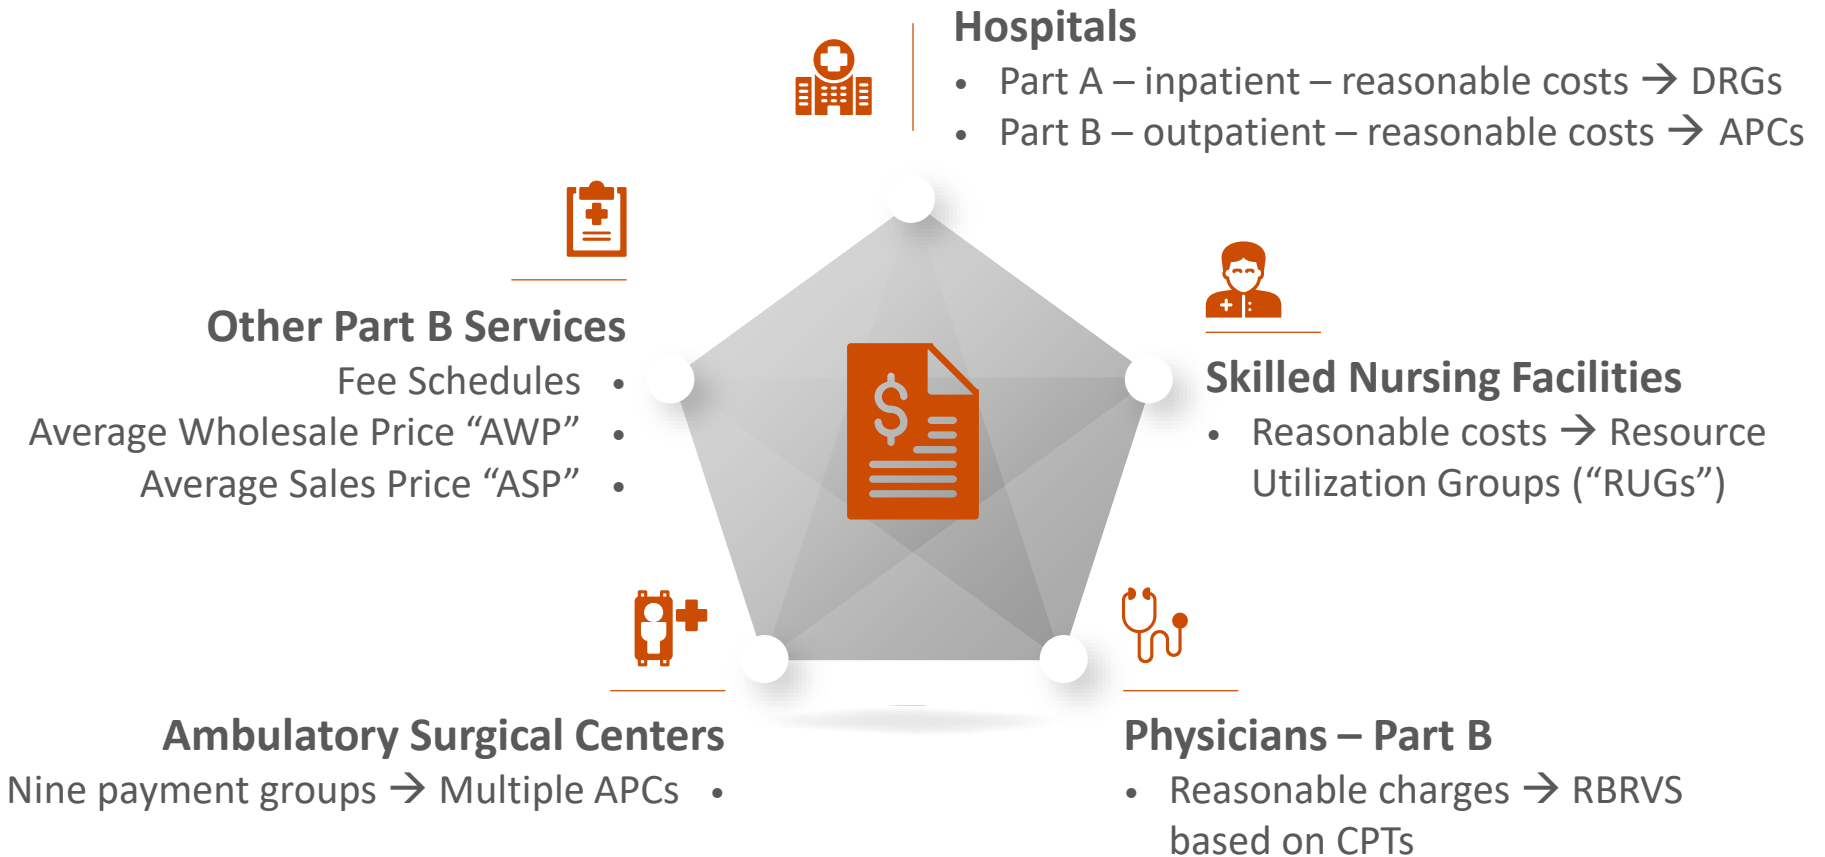 Hospitals
• Part A – inpatient – reasonable costs → DRGs
• Part B – outpatient – reasonable costs → APCs
Other Part B Services
Fee Schedules •
Average Wholesale Price “AWP” •
Average Sales Price “ASP” •
$
Skilled Nursing Facilities
• Reasonable costs → Resource
Utilization Groups (“RUGs”)
Ambulatory Surgical Centers
Nine payment groups → Multiple APCs •
Physicians – Part B
• Reasonable charges → RBRVS
based on CPTs